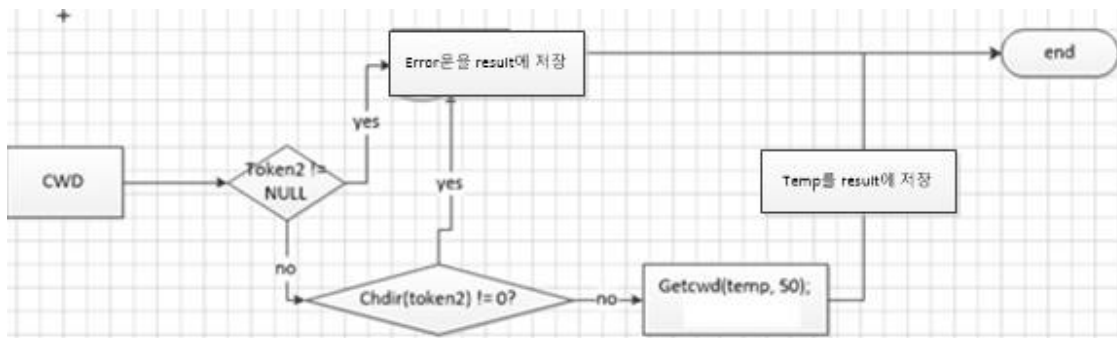 Error문을 result에 저장
end
yes
CWD
Token2 !=
NULL
yes
Temp를 result에 저장
no
Chdir(token2) != 0?
no
Getcwd(temp, 50);